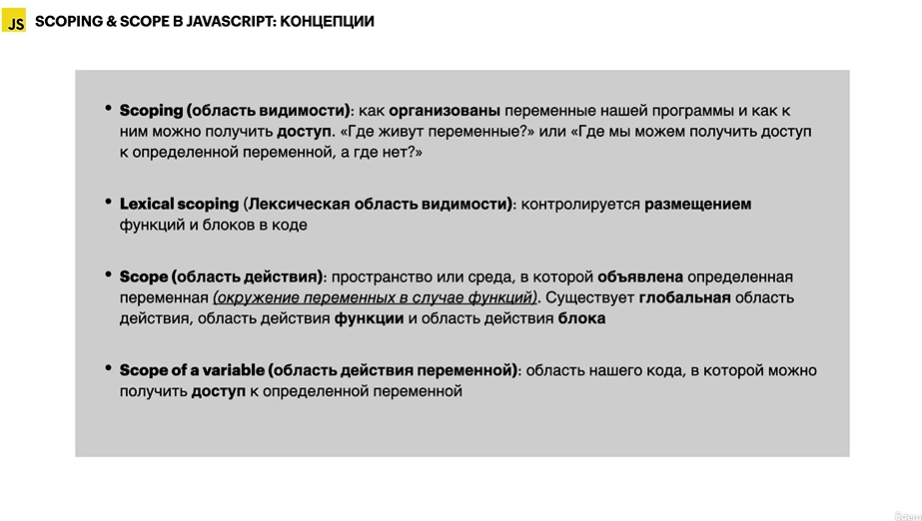 JS SCOPING & SCOPE В JAVASCRIPT: КОНЦЕПЦИИ
• Scoping (область видимости): как организованы переменные нашей программы и как к
ним можно получить доступ. «Где живут переменные?» или «Где мы можем получить доступ
к определенной переменной, а где нет?»
• Lexical scoping (Лексическая область видимости): контролируется размещением
функций и блоков в коде
• Scope (область действия): пространство или среда, в которой объявлена определенная
переменная (окружение переменных в случае функций). Существует глобальная область
действия, область действия функции и область действия блока
• Scope of a variable (область действия переменной): область нашего кода, в которой можно
получить доступ к определенной переменной